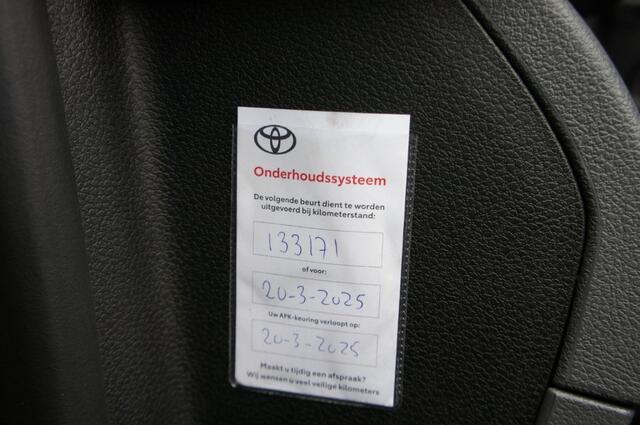 Onderhoudssysteem
De volgende beurt dient te worden
uitgevoerd bij kilometerstand:
133171
of voor:
20-3-2025
Uw APK-keuring verloopt op:
20-3-2025
Maakt u tijdig een afspraak?
Wij wensen u veel veilige kilometers